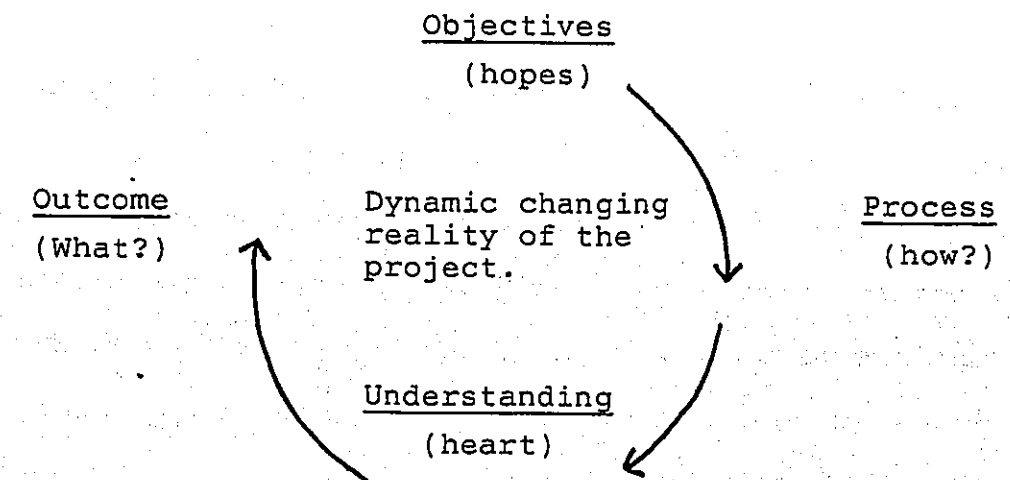 Objectives
(hopes)
Outcome
(What?)
Dynamic changing
reality of the
project.
Process
(how?)
Understanding
(heart)